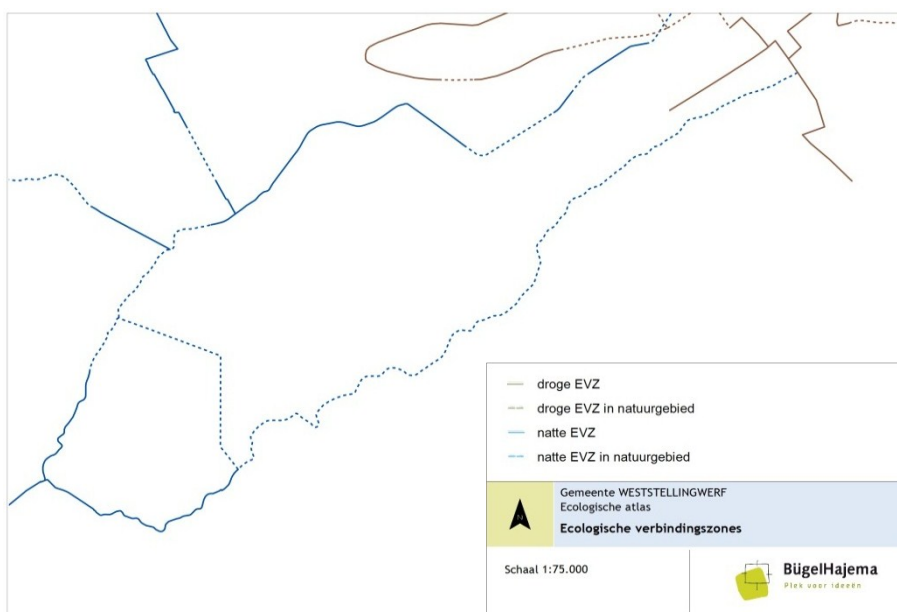 droge EVZ
droge EVZ in natuurgebied
natte EVZ
natte EVZ in natuurgebied
N
Gemeente WESTSTELLINGWERF
Ecologische atlas
Ecologische verbindingszones
Schaal 1:75.000
BügelHajema
Plek voor ideeën